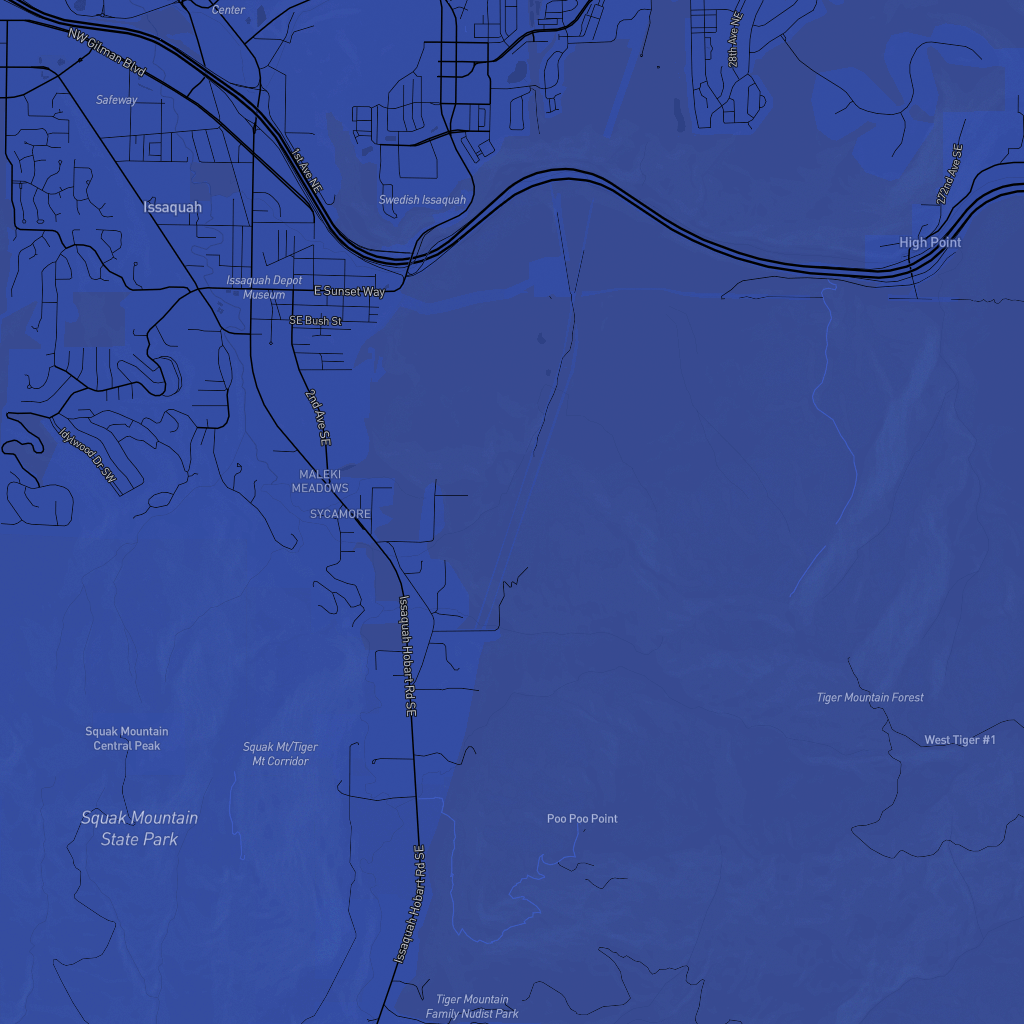 Center
NW Gilman Blvd
28th Ave NE
Safeway
1st Ave NE
272nd Ave SE
Swedish Issaquah
Issaquah
High Point
Issaquah Depot
Museum
E Sunset Way
SE Bush St
2nd Ave SE
Idylwood Dr SW
MALEKI
MEADOWS
SYCAMORE
Issaquah Hobart Rd SE
Tiger Mountain Forest
Squak Mountain
Central Peak
West Tiger #1
Squak Mt/Tiger
Mt Corridor
Squak Mountain
State Park
Poo Poo Point
Issaquah Hobart Rd SE
Tiger Mountain
Family Nudist Park